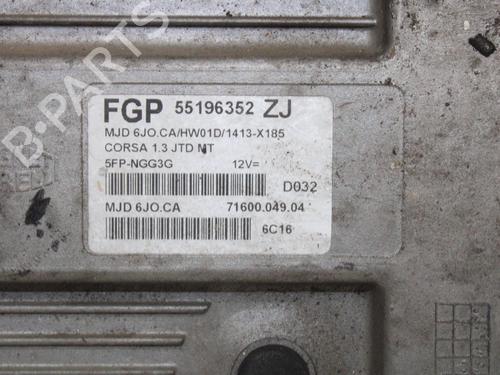 FGP 55196352 ZJ
MJD 6JO.CA/HW01D/1413-X185
CORSA 1.3 JTD MT
5FP-NGG3G 12V=
D032
MJD 6JO.CA 71600.049.04
6C16